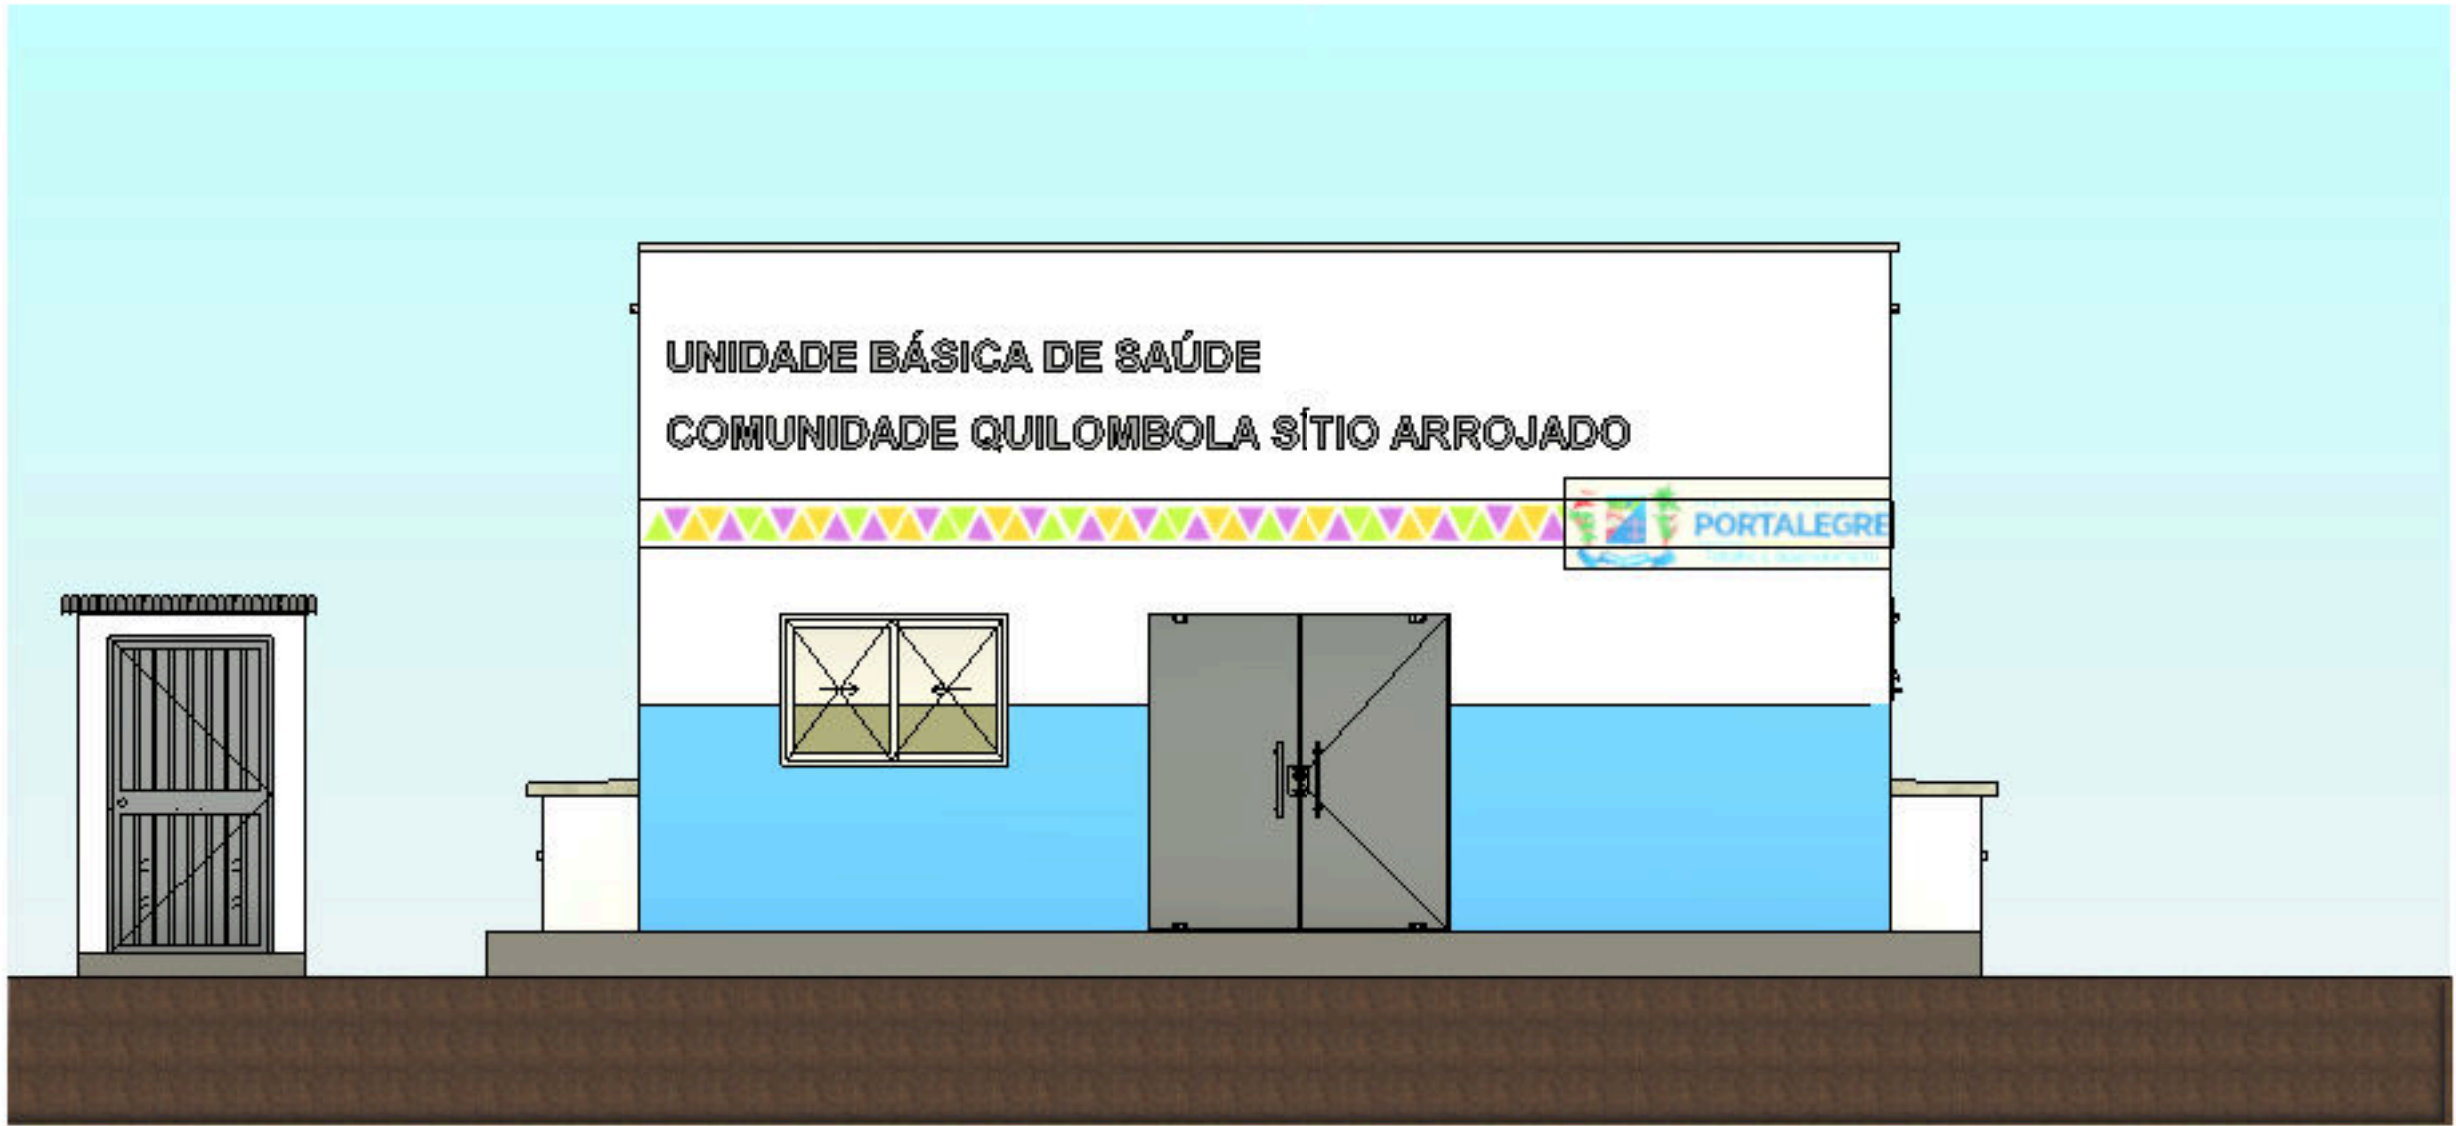 UNIDADE BÁSICA DE SAÚDE
COMUNIDADE QUILOMBOLA SÍTIO ARROJADO
PORTALEGRE